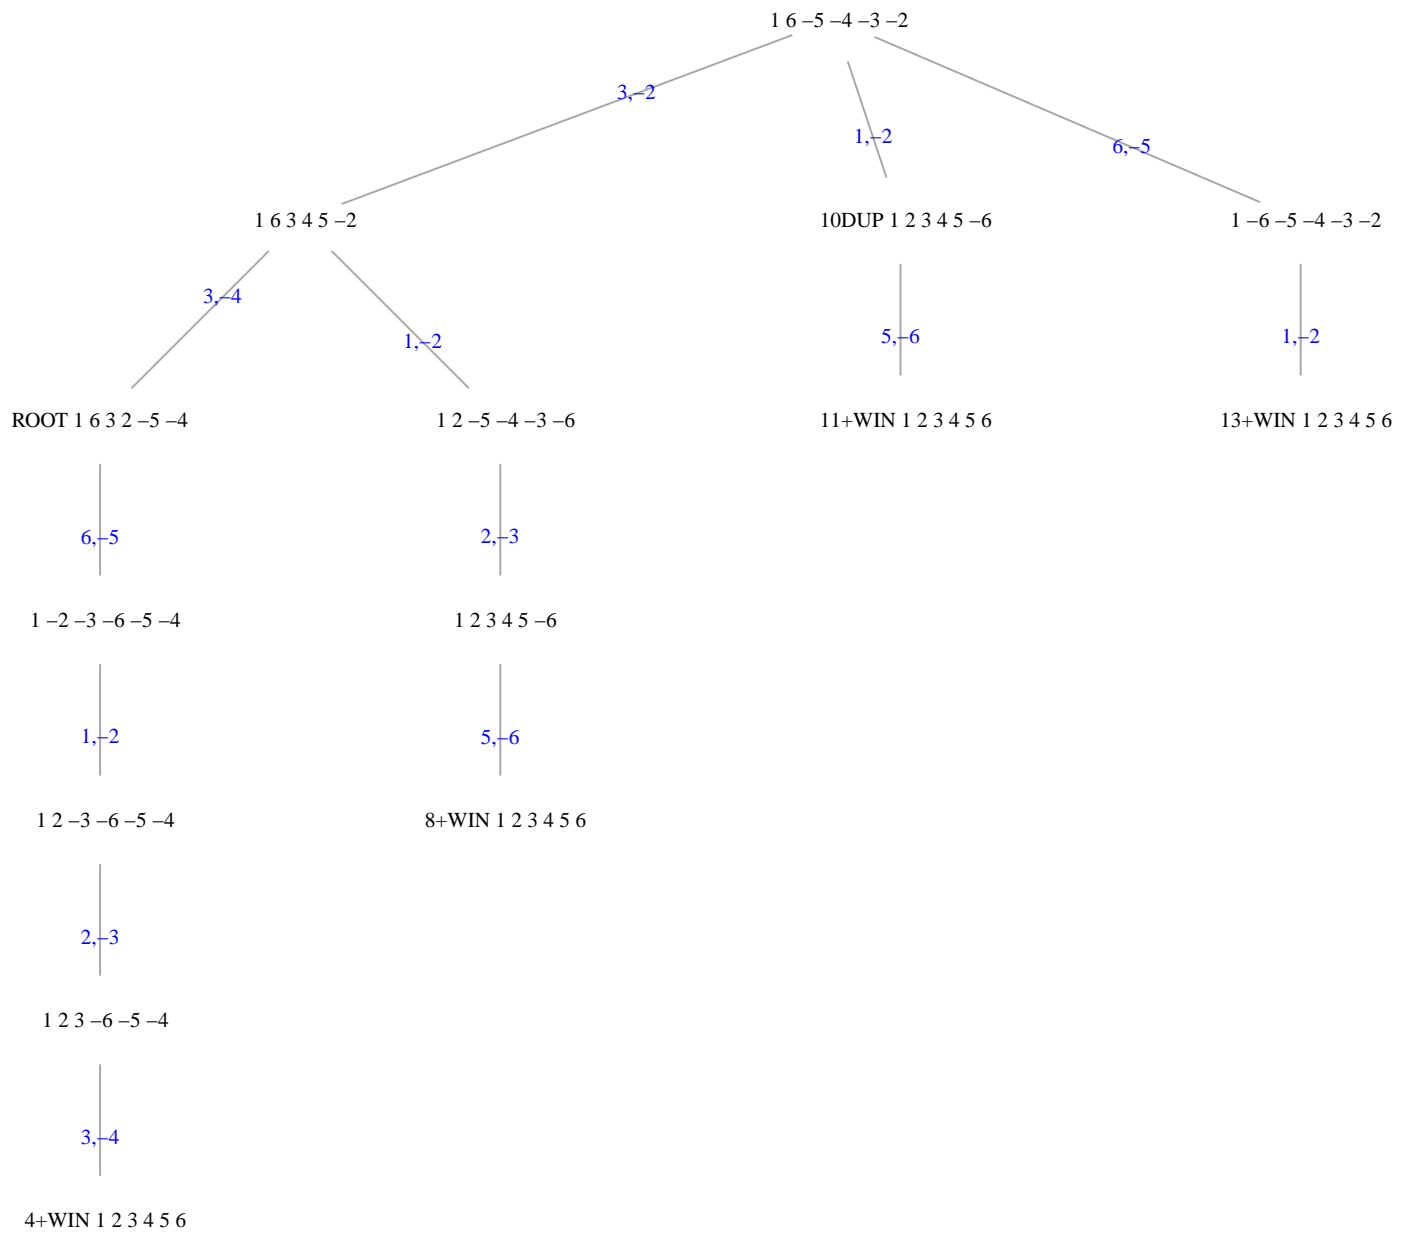 1 6 –5 –4 –3 –2
3,–2
1,–2
6,–5
1 6 3 4 5 –2
10DUP 1 2 3 4 5 –6
1 –6 –5 –4 –3 –2
3,–4
1,–2
5,–6
1,–2
ROOT 1 6 3 2 –5 –4
1 2 –5 –4 –3 –6
11+WIN 1 2 3 4 5 6
13+WIN 1 2 3 4 5 6
6,–5
2,–3
1 –2 –3 –6 –5 –4
1 2 3 4 5 –6
1,–2
5,–6
1 2 –3 –6 –5 –4
8+WIN 1 2 3 4 5 6
2,–3
1 2 3 –6 –5 –4
3,–4
4+WIN 1 2 3 4 5 6